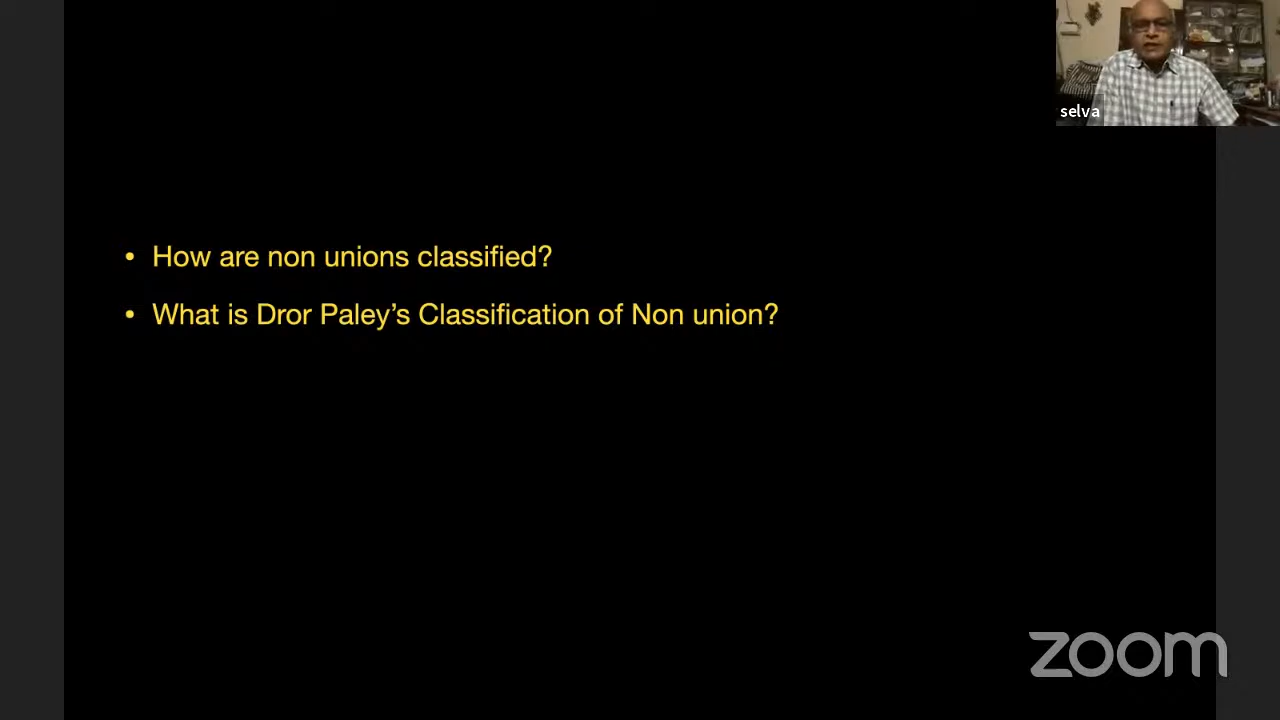 selva
• How are non unions classified?
• What is Dror Paley’s Classification of Non union?
zoom